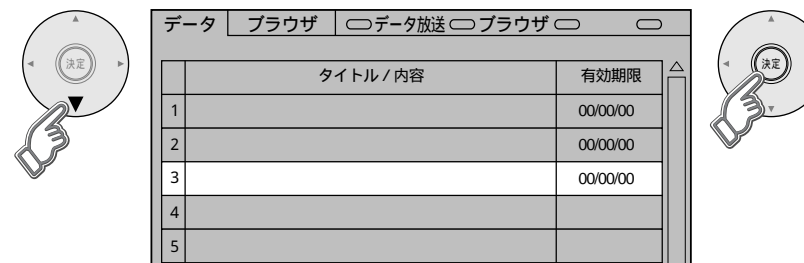 データ ブラウザ データ放送 ブラウザ
決定
決定
タイトル / 内容 有効期限
1 00/00/00
2 00/00/00
3 00/00/00
4
5